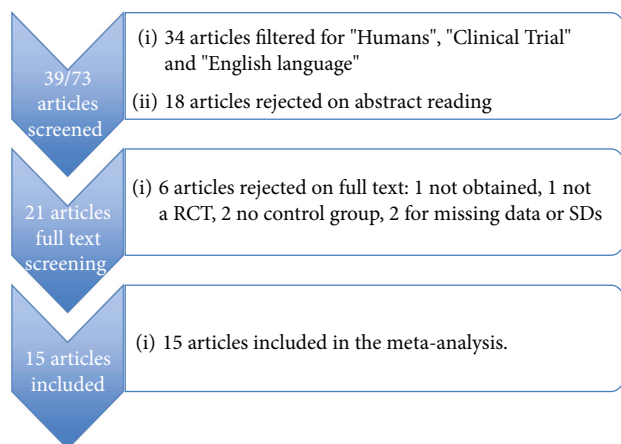 39/73
articles
screened
(i) 34 articles filtered for "Humans", "Clinical Trial"
and "English language"
(ii) 18 articles rejected on abstract reading
21 articles
full text
screening
(i) 6 articles rejected on full text: 1 not obtained, 1 not
a RCT, 2 no control group, 2 for missing data or SDs
15 articles
included
(i) 15 articles included in the meta-analysis.